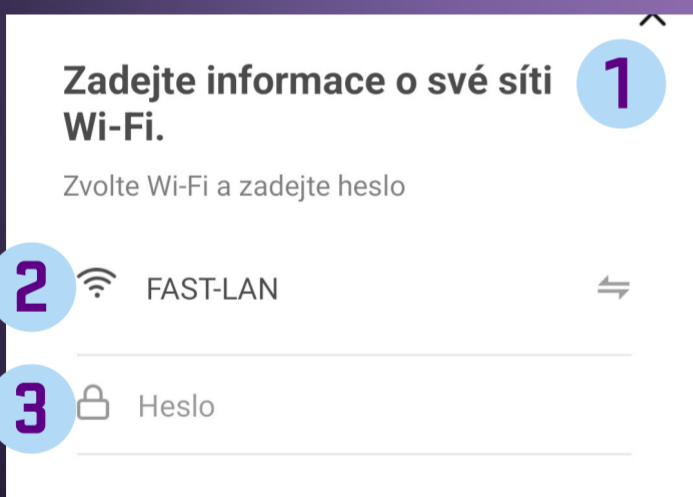 Zadejte informace o své síti
Wi-Fi.
1
Zvolte Wi-Fi a zadejte heslo
2
FAST-LAN
3
Heslo